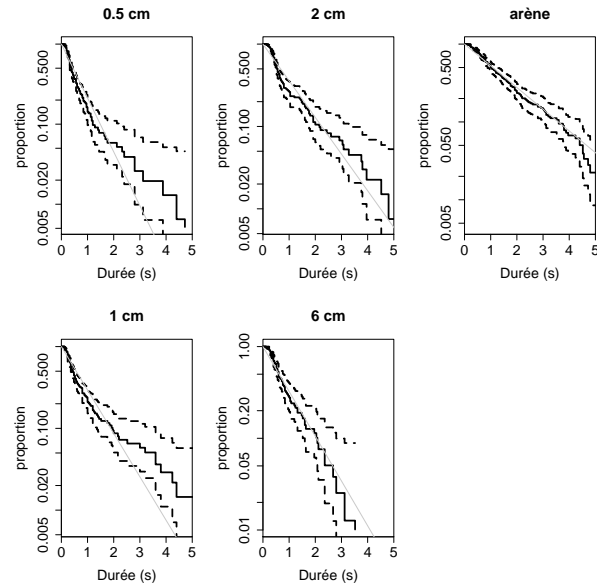 0.5 cm
proportion
0.500
0.100
0.020
0.005
0 1 2 3 4 5
Durée (s)
2 cm
proportion
0.500
0.100
0.020
0.005
0 1 2 3 4 5
Durée (s)
arène
proportion
0.500
0.050
0.005
0 1 2 3 4 5
Durée (s)
1 cm
proportion
0.500
0.100
0.020
0.005
0 1 2 3 4 5
Durée (s)
6 cm
proportion
1.00
0.20
0.05
0.01
0 1 2 3 4 5
Durée (s)